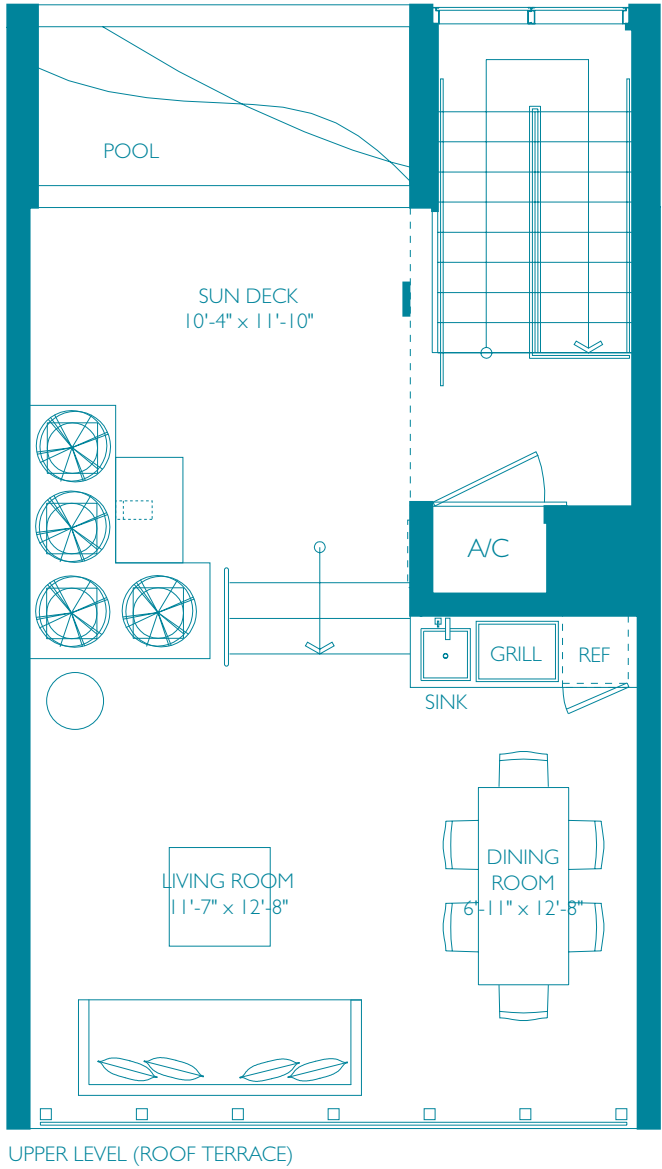 POOL
SUN DECK
10'-4" x 11'-10"
A/C
GRILL
REF
SINK
DINING
ROOM
6'-11" x 12'-8"
LIVING ROOM
11'-7" x 12'-8"
UPPER LEVEL (ROOF TERRACE)